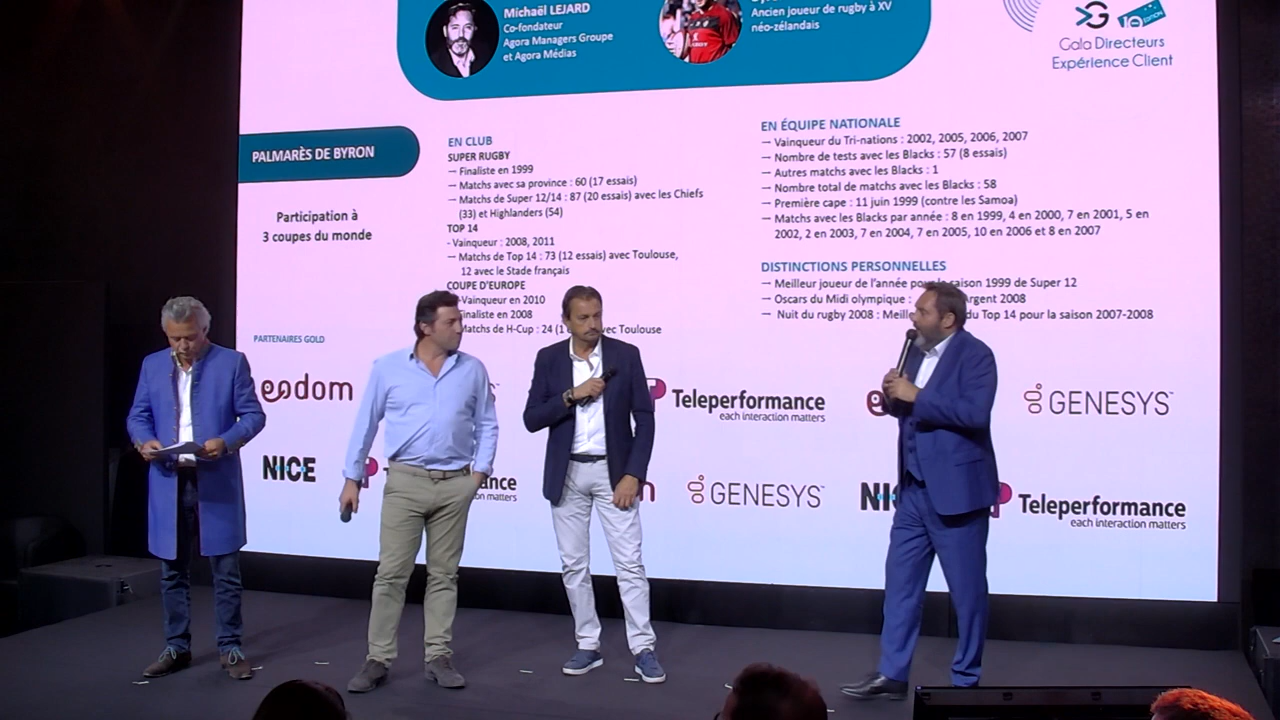 Michaël LEJARD
Co-fondateur
Agora Managers Groupe
et Agora Médias
Ancien joueur de rugby à XV
néo-zélandais
Gala Directeurs
Expérience Client
PALMARÈS DE BYRON
Participation à
3 coupes du monde
EN CLUB
SUPER RUGBY
— Finaliste en 1999
— Matchs avec sa province : 60 (17 essais)
— Matchs de Super 12/14 : 87 (20 essais) avec les Chiefs
(33) et Highlanders (54)
TOP 14
- Vainqueur : 2008, 2011
— Matchs de Top 14 : 73 (12 essais) avec Toulouse,
12 avec le Stade français
COUPE D'EUROPE
Vainqueur en 2010
Finaliste en 2008
Matchs de H-Cup : 24 (1 avec Toulouse
EN ÉQUIPE NATIONALE
— Vainqueur du Tri-nations : 2002, 2005, 2006, 2007
— Nombre de tests avec les Blacks : 57 (8 essais)
— Autres matchs avec les Blacks : 1
— Nombre total de matchs avec les Blacks : 58
— Première cape : 11 juin 1999 (contre les Samoa)
— Matchs avec les Blacks par année : 8 en 1999, 4 en 2000, 7 en 2001, 5 en
2002, 2 en 2003, 7 en 2004, 7 en 2005, 10 en 2006 et 8 en 2007
DISTINCTIONS PERSONNELLES
— Meilleur joueur de l'année pour la saison 1999 de Super 12
— Oscars du Midi olympique : Argent 2008
— Nuit du rugby 2008 : Meille du Top 14 pour la saison 2007-2008
PARTENAIRES GOLD
eodom
Teleperformance
each interaction matters
GENESYS
NICE
ance
on matters
GENESYS
NI
Teleperformance
each interaction matters